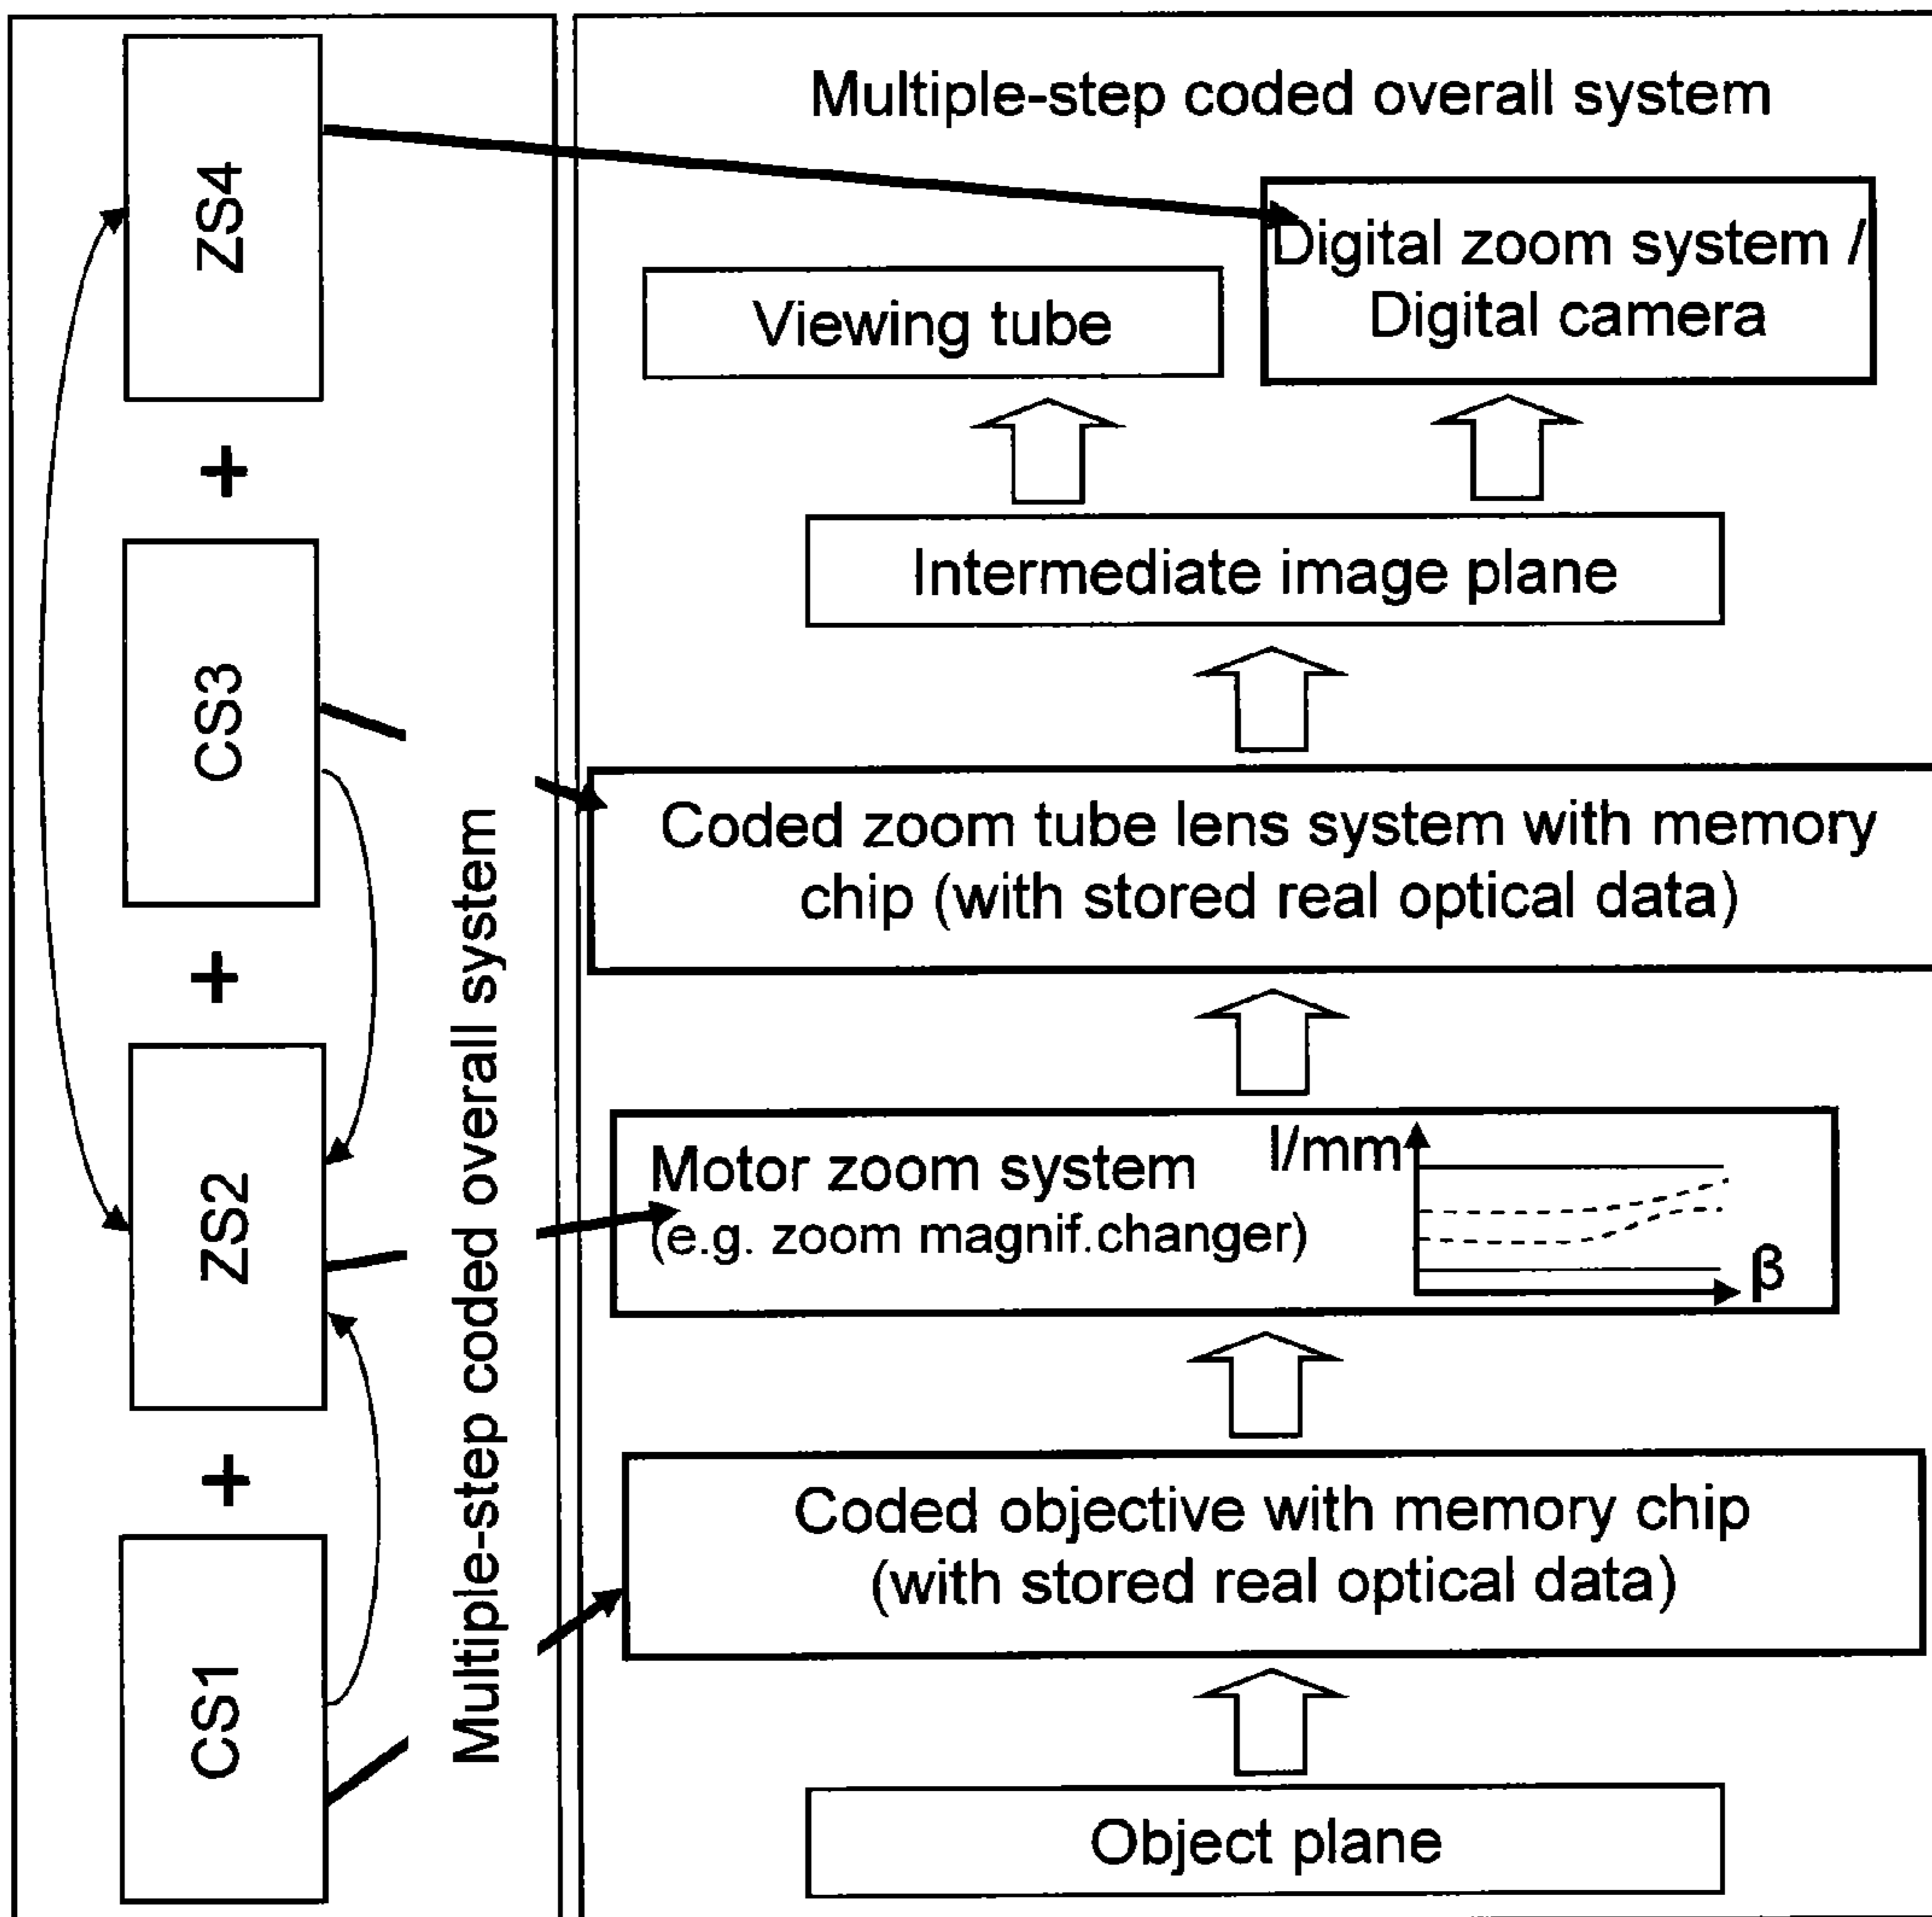 ZS4
+
CS3
+
ZS2
+
CS1
Multiple-step coded overall system
Multiple-step coded overall system
Digital zoom system /
Digital camera
Viewing tube
Intermediate image plane
Coded zoom tube lens system with memory
chip (with stored real optical data)
Motor zoom system
(e.g. zoom magnif.changer)
l/mm
β
Coded objective with memory chip
(with stored real optical data)
Object plane